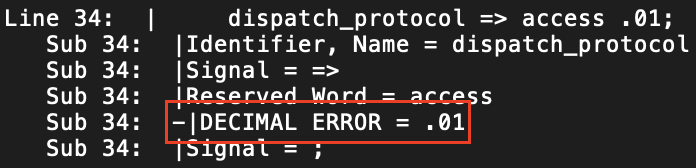 Line 34:  |     dispatch_protocol => access .01;
Sub 34:  |Identifier, Name = dispatch_protocol
Sub 34:  |Signal = =>
Sub 34:  |Reserved Word = access
Sub 34:  -|DECIMAL ERROR = .01
Sub 34:  |Signal = ;